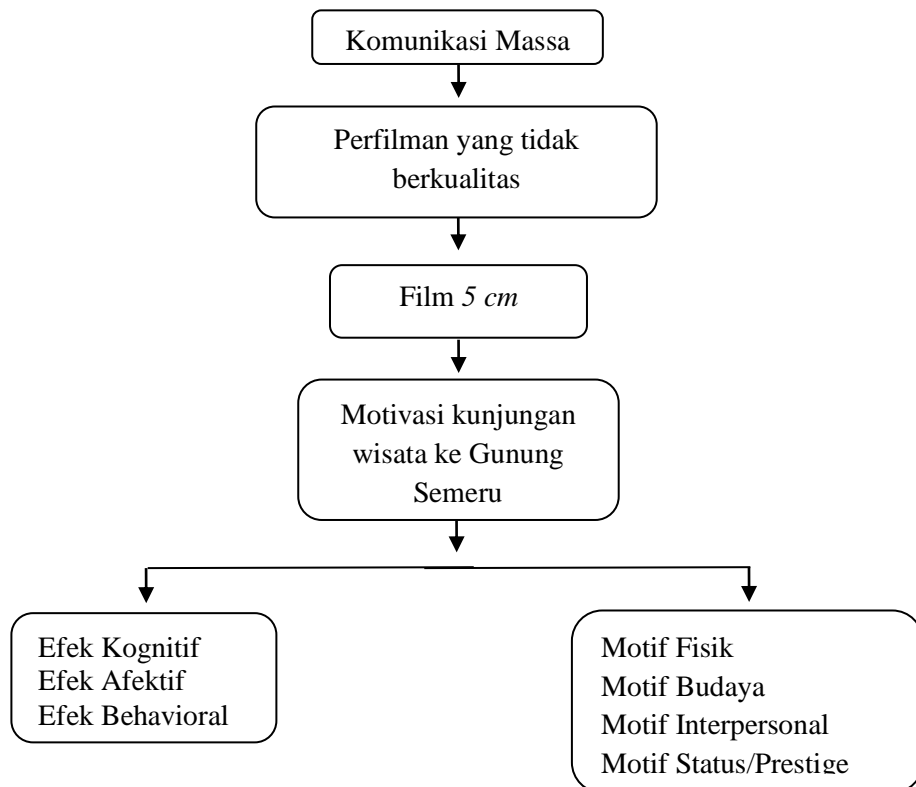 Komunikasi Massa
Perfilman yang tidak
berkualitas
Film 5 cm
Motivasi kunjungan
wisata ke Gunung
Semeru
Efek Kognitif
Efek Afektif
Efek Behavioral
Motif Fisik
Motif Budaya
Motif Interpersonal
Motif Status/Prestige